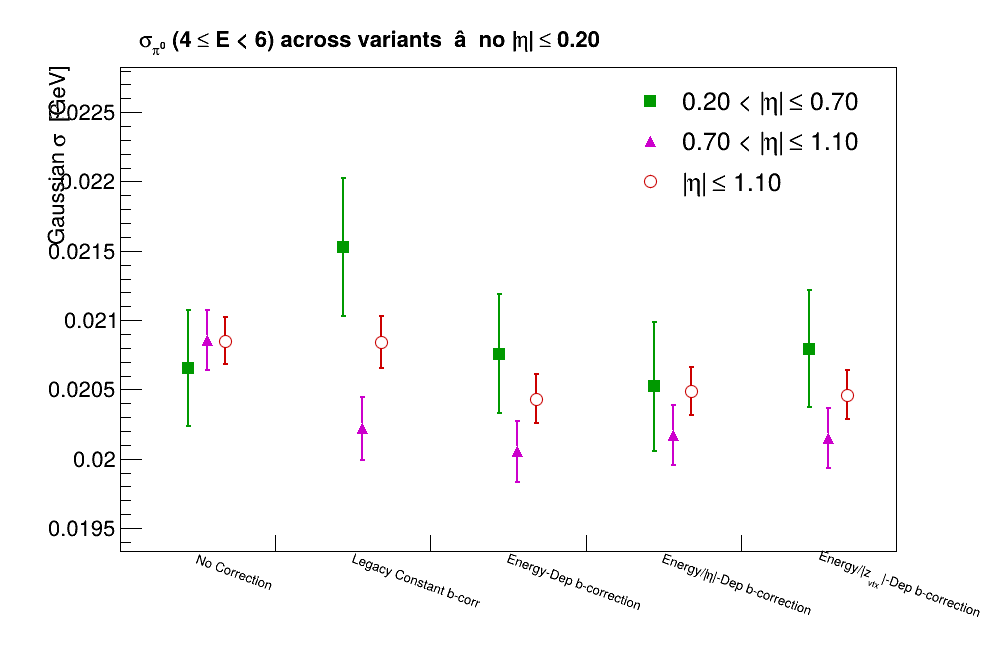 σπ⁰ (4 ≤ E < 6) across variants â no |η| ≤ 0.20
Gaussian σ [GeV]
0.0225
0.022
0.0215
0.021
0.0205
0.02
0.0195
0.20 < |η| ≤ 0.70
0.70 < |η| ≤ 1.10
|η| ≤ 1.10
No Correction
Legacy Constant b-corr
Energy-Dep b-correction
Energy/|η|-Dep b-correction
Energy/|z_vtx|-Dep b-correction